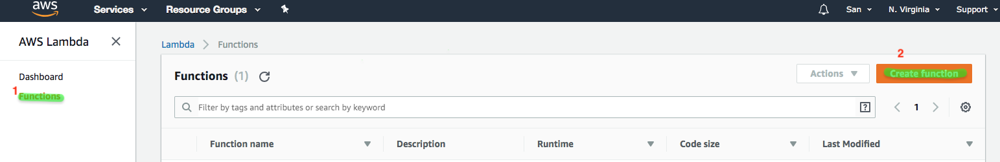 aws Services Resource Groups San N. Virginia Support
AWS Lambda
Lambda Functions
Dashboard
1 Functions
Functions (1)
Actions
2
Create function
Filter by tags and attributes or search by keyword ? 1
Function name Description Runtime Code size Last Modified